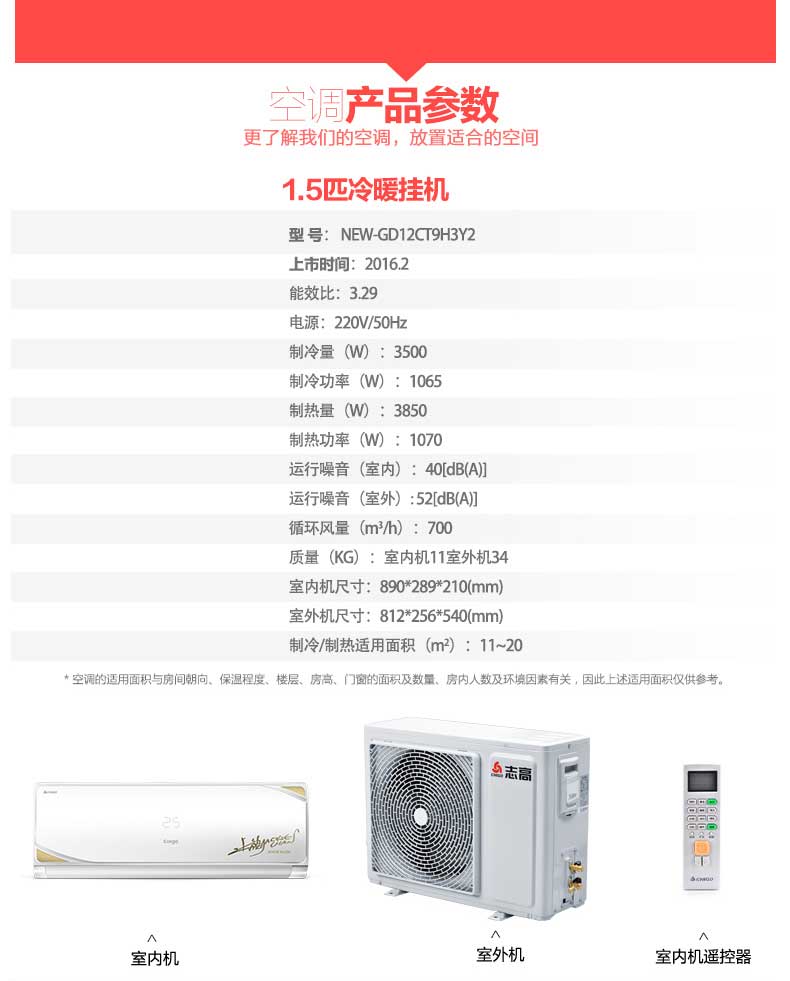 空调产品参数
更了解我们的空调，放置适合的空间
1.5匹冷暖挂机
型 号： NEW-GD12CT9H3Y2
上市时间：2016.2
能效比：3.29
电源：220V/50Hz
制冷量（W）：3500
制冷功率（W）：1065
制热量（W）：3850
制热功率（W）：1070
运行噪音（室内）：40[dB(A)]
运行噪音（室外）: 52[dB(A)]
循环风量（m³/h）：700
质量（KG）：室内机11室外机34
室内机尺寸：890*289*210(mm)
室外机尺寸：812*256*540(mm)
制冷/制热适用面积（m²）：11~20
* 空调的适用面积与房间朝向、保温程度、楼层、房高、门窗的面积及数量、房内人数及环境因素有关，因此上述适用面积仅供参考。
志高
CHIGO
25
CHIGO
室内机
室外机
室内机遥控器